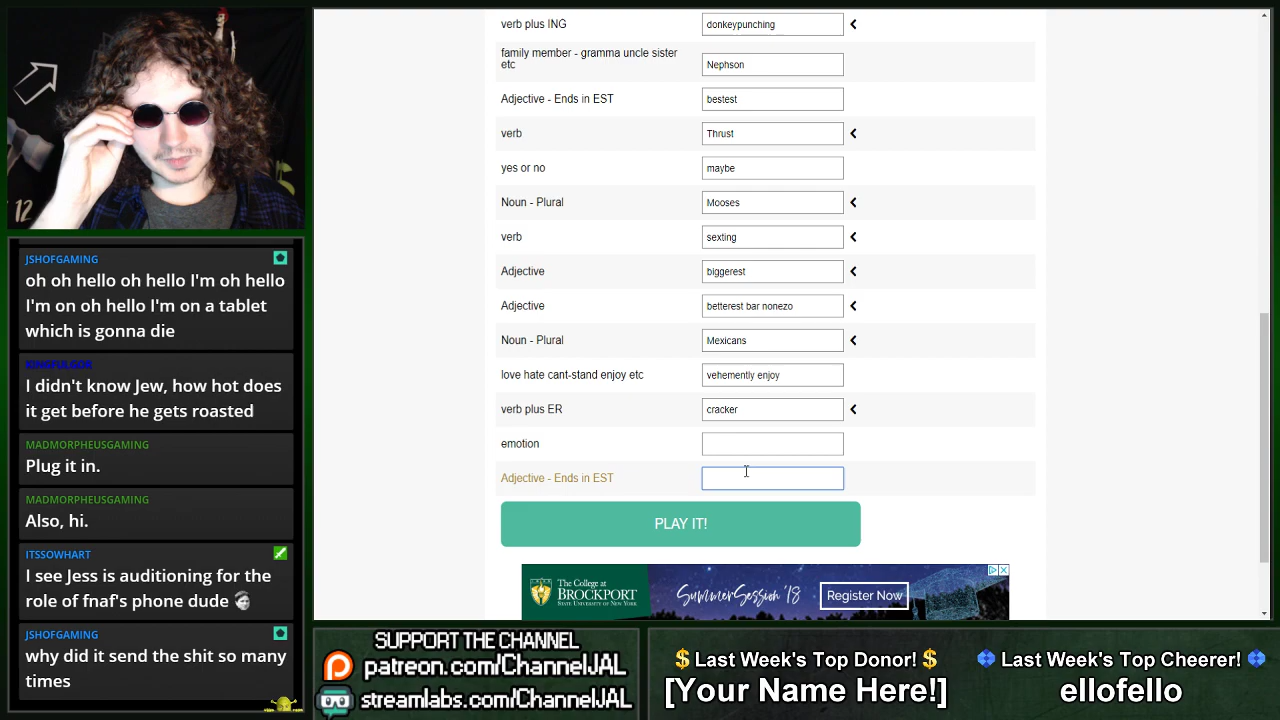 12
JSHOFGAMING
oh oh hello oh hello I'm oh hello
I'm on oh hello I'm on a tablet
which is gonna die
KINGFULGOR
I didn't know Jew, how hot does
it get before he gets roasted
MADMORPHEUSGAMING
Plug it in.
MADMORPHEUSGAMING
Also, hi.
ITSSOWHART
I see Jess is auditioning for the
role of fnaf's phone dude
JSHOFGAMING
why did it send the shit so many
times
verb plus ING donkeypunching
family member - gramma uncle sister
etc Nephson
Adjective - Ends in EST bestest
verb Thrust
yes or no maybe
Noun - Plural Mooses
verb sexting
Adjective biggerest
Adjective betterest bar nonezo
Noun - Plural Mexicans
love hate cant-stand enjoy etc vehemently enjoy
verb plus ER cracker
emotion
Adjective - Ends in EST
PLAY IT!
The College at
BROCKPORT
STATE UNIVERSITY OF NEW YORK
SummerSession '18
Register Now
SUPPORT THE CHANNEL
patreon.com/ChannelJAL
streamlabs.com/ChannelJAL
$ Last Week's Top Donor! $
[Your Name Here!]
Last Week's Top Cheerer!
ellofello